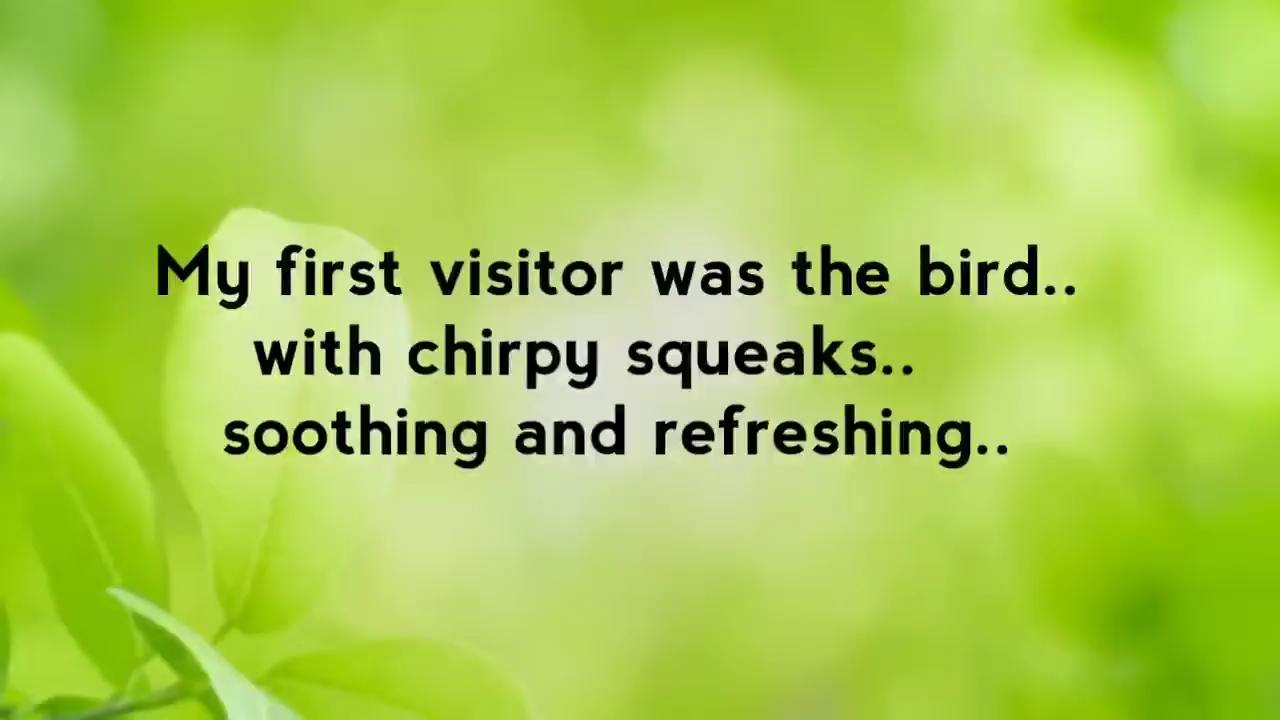 My first visitor was the bird..
with chirpy squeaks..
soothing and refreshing..